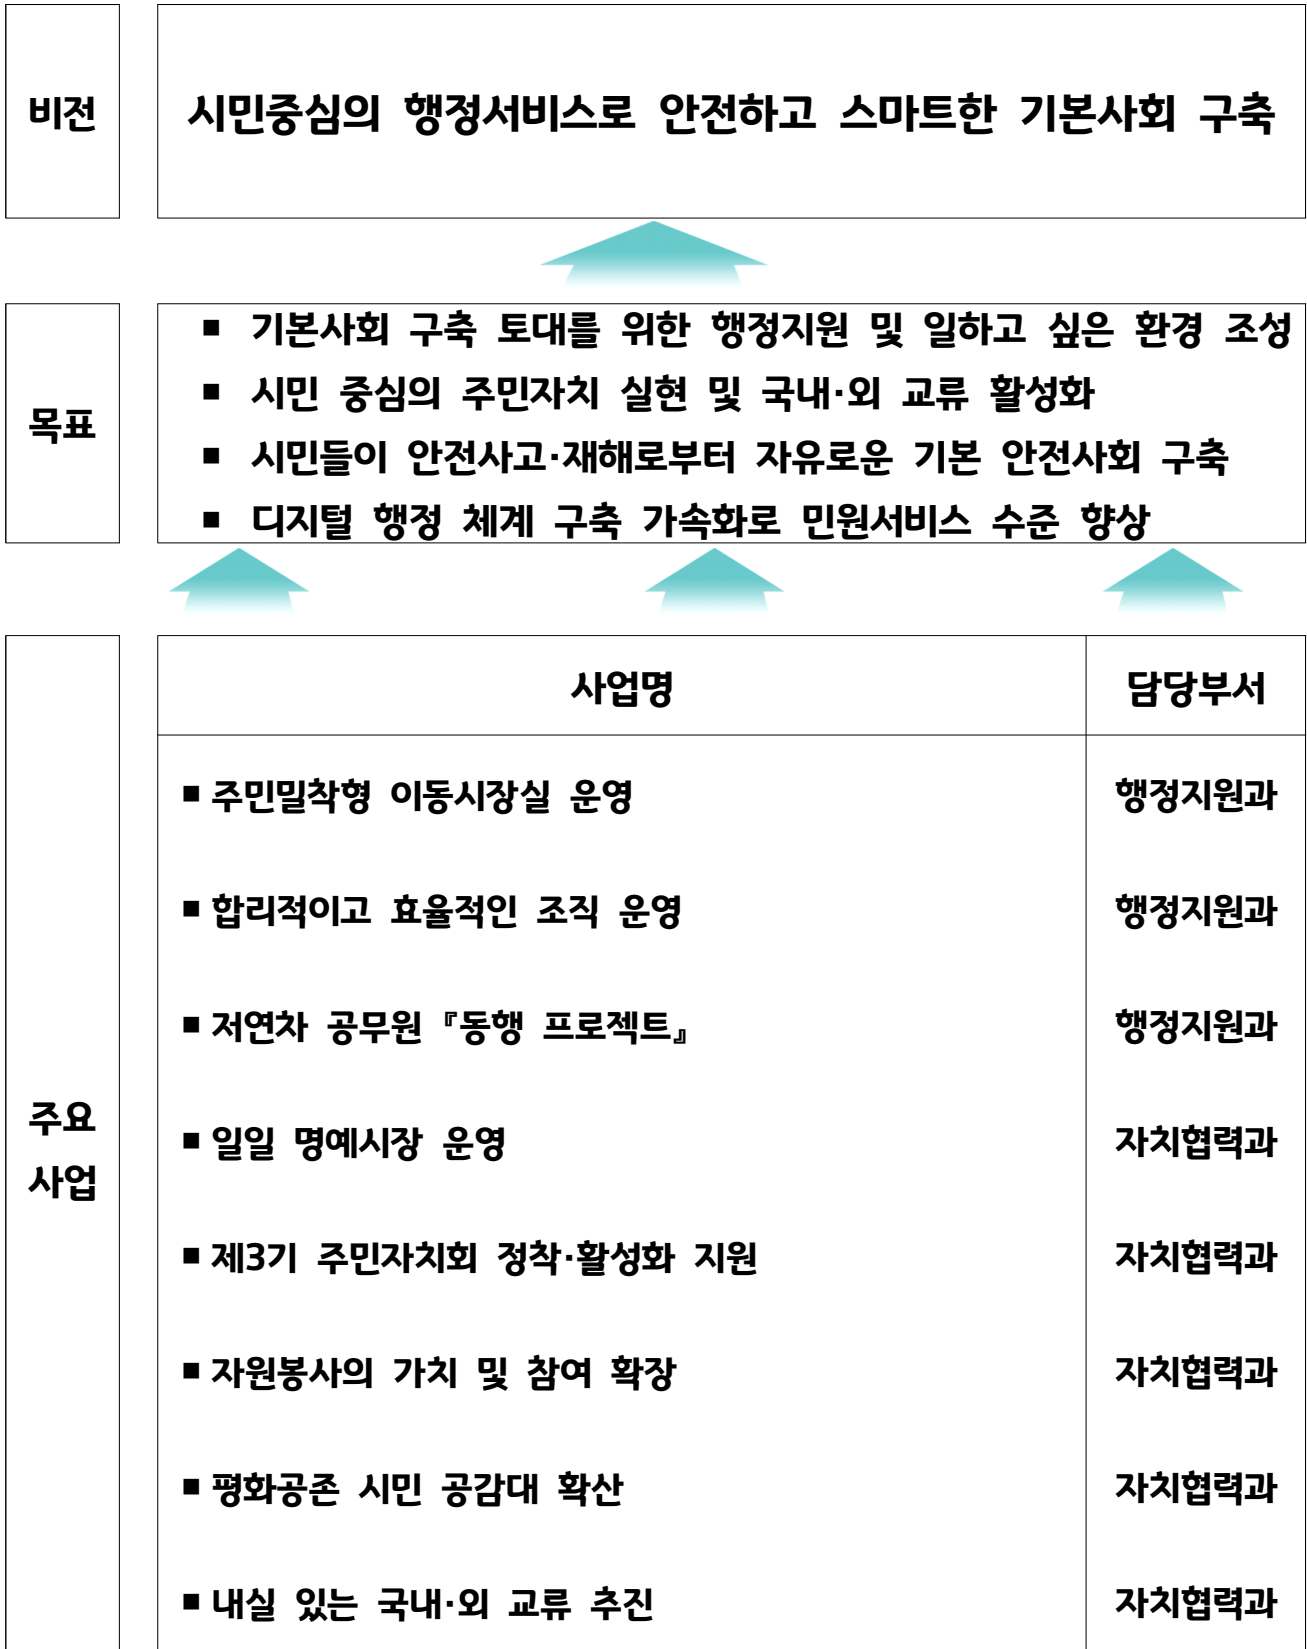 비전
시민중심의 행정서비스로 안전하고 스마트한 기본사회 구축
목표
▪ 기본사회 구축 토대를 위한 행정지원 및 일하고 싶은 환경 조성
▪ 시민 중심의 주민자치 실현 및 국내·외 교류 활성화
▪ 시민들이 안전사고·재해로부터 자유로운 기본 안전사회 구축
▪ 디지털 행정 체계 구축 가속화로 민원서비스 수준 향상
주요
사업
사업명 담당부서
▪ 주민밀착형 이동시장실 운영 행정지원과
▪ 합리적이고 효율적인 조직 운영 행정지원과
▪ 저연차 공무원 『동행 프로젝트』 행정지원과
▪ 일일 명예시장 운영 자치협력과
▪ 제3기 주민자치회 정착·활성화 지원 자치협력과
▪ 자원봉사의 가치 및 참여 확장 자치협력과
▪ 평화공존 시민 공감대 확산 자치협력과
▪ 내실 있는 국내·외 교류 추진 자치협력과